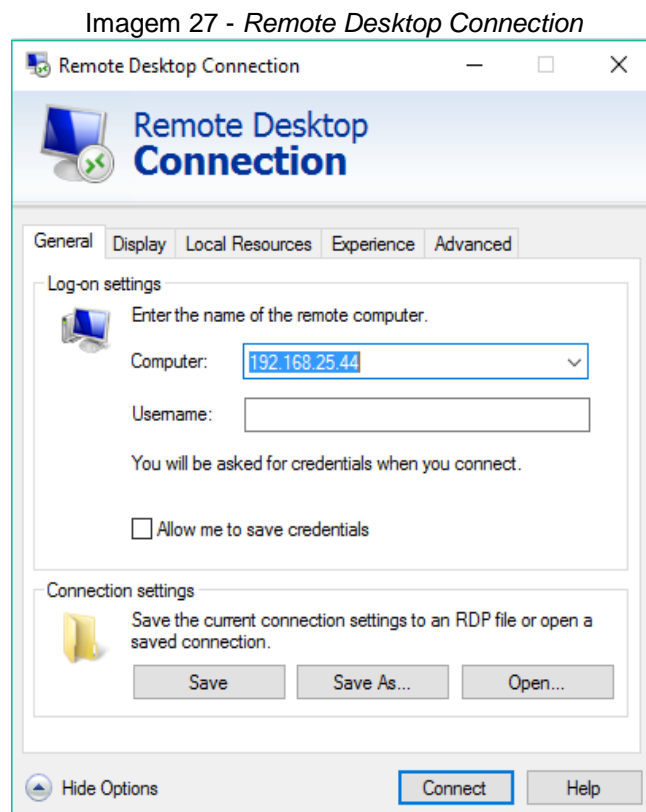 Imagem 27 - Remote Desktop Connection
Remote Desktop Connection
Remote Desktop
Connection
General Display Local Resources Experience Advanced
Log-on settings
Enter the name of the remote computer.
Computer: 192.168.25.44
Username:
You will be asked for credentials when you connect.
Allow me to save credentials
Connection settings
Save the current connection settings to an RDP file or open a
saved connection.
Save Save As... Open...
Hide Options Connect Help